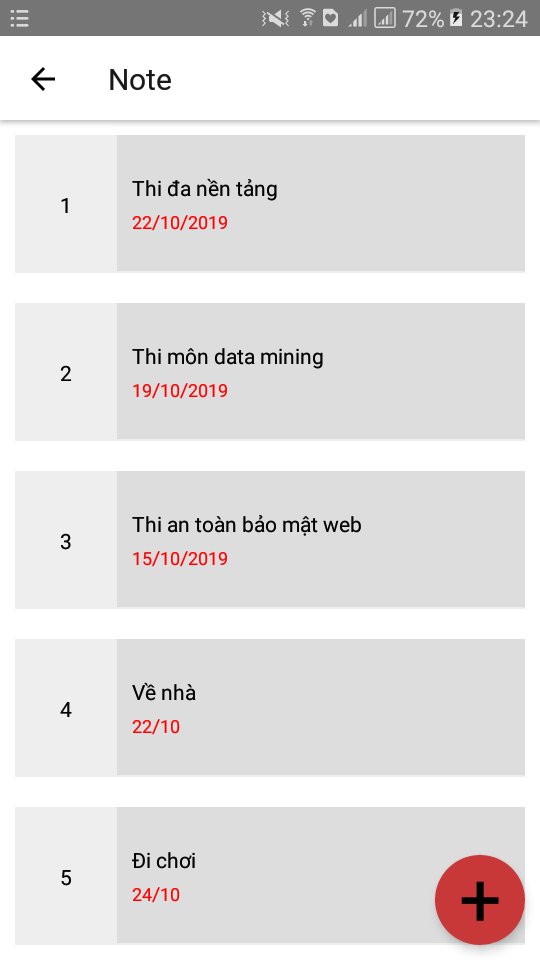 72% 23:24
Note
1
Thi đa nền tảng
22/10/2019
2
Thi môn data mining
19/10/2019
3
Thi an toàn bảo mật web
15/10/2019
4
Về nhà
22/10
5
Đi chơi
24/10